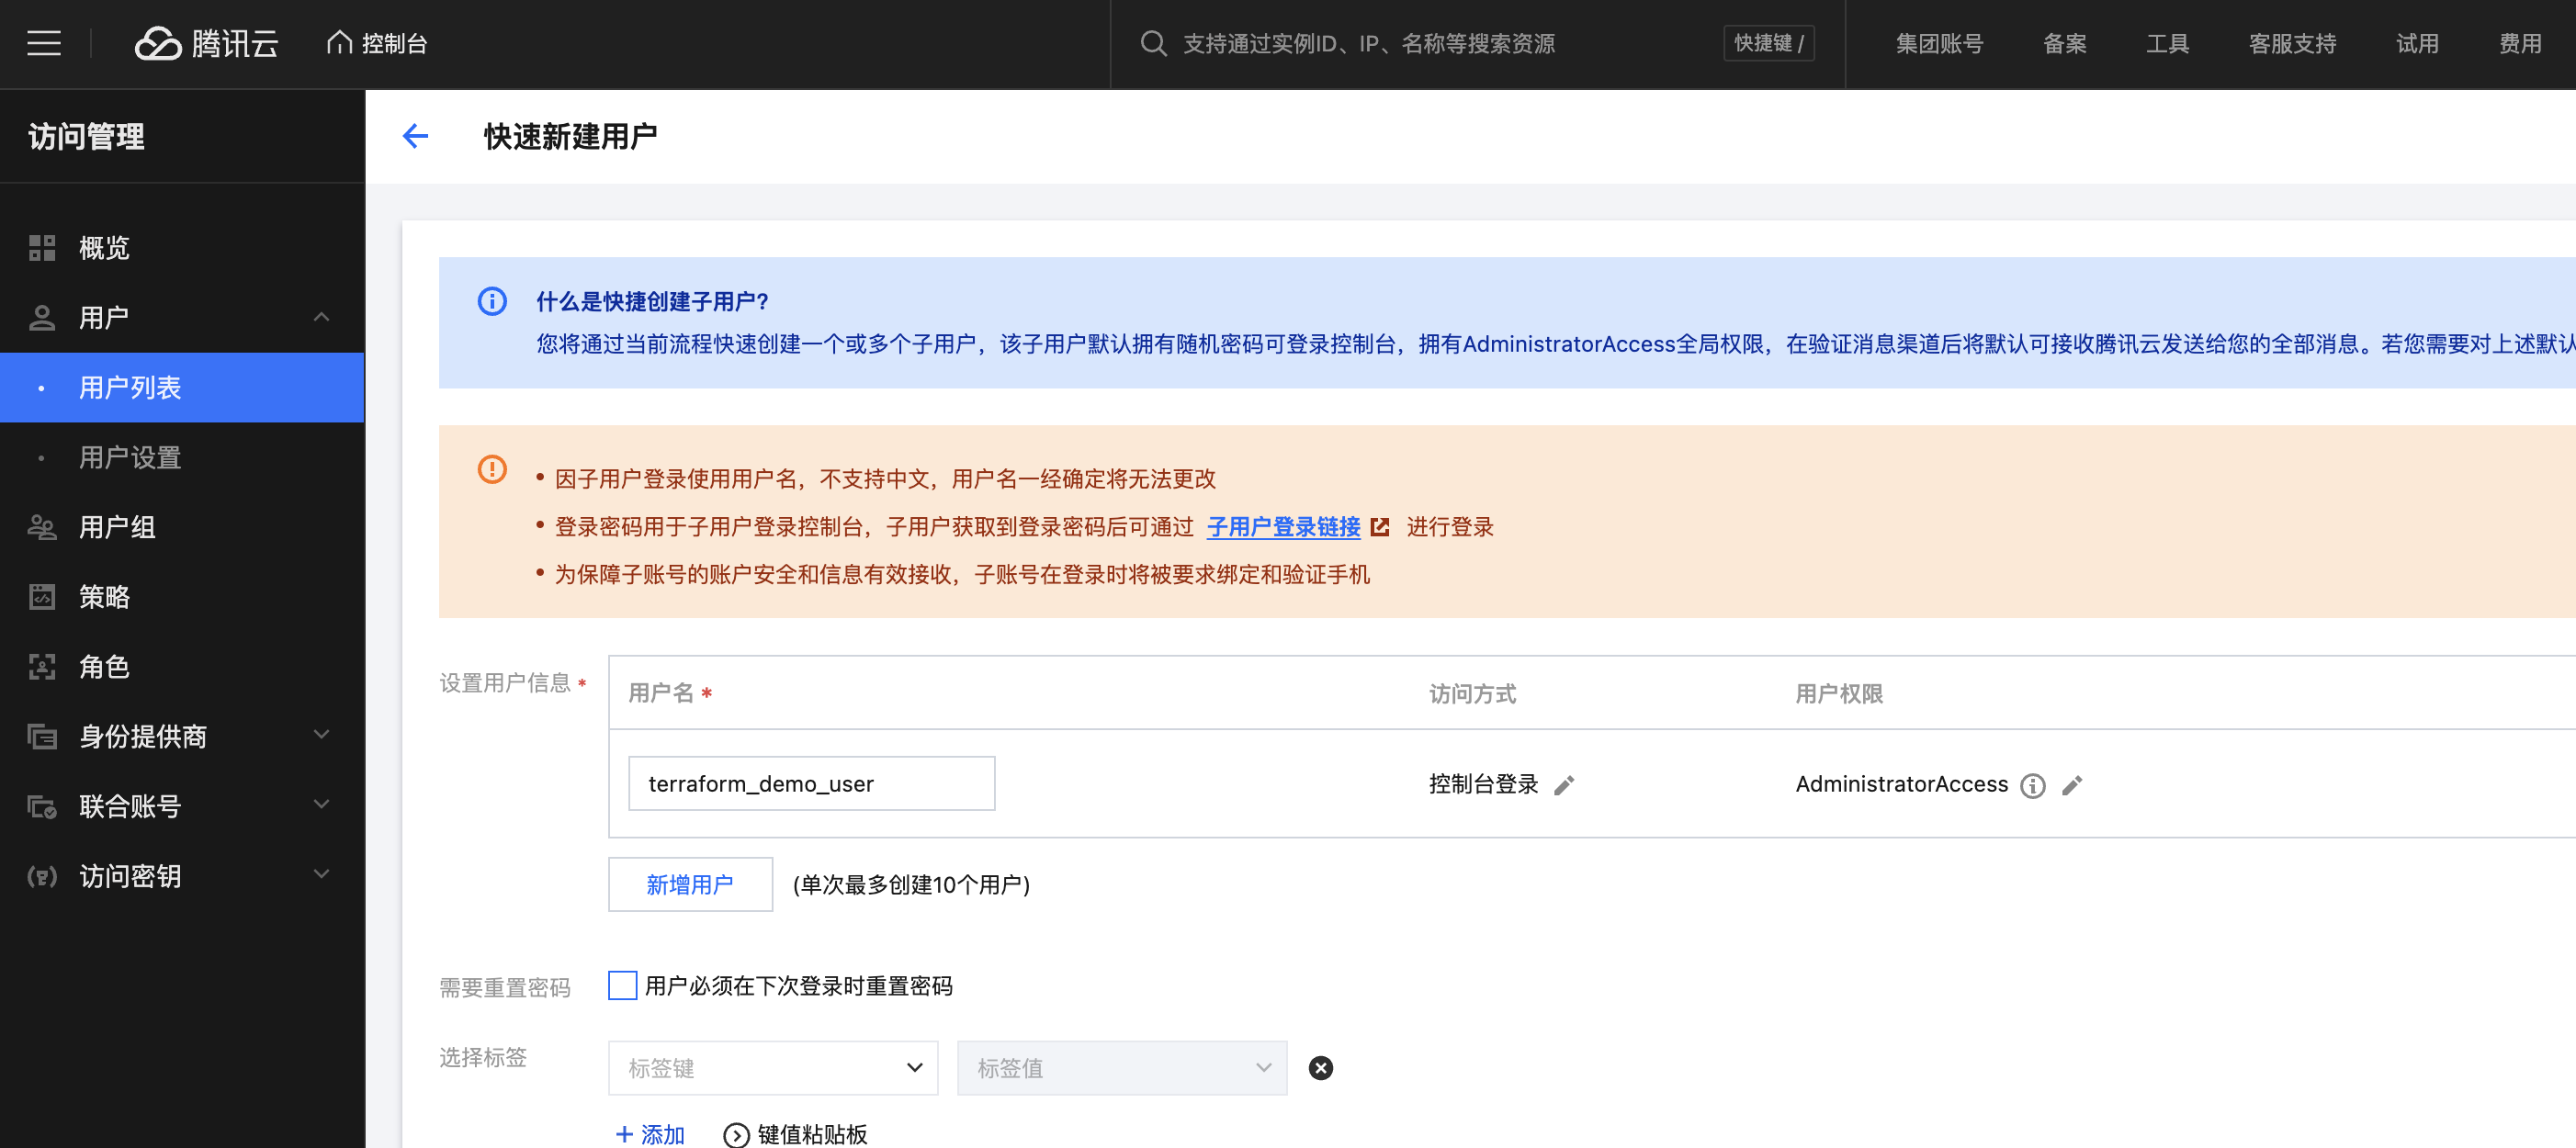 腾讯云
控制台
支持通过实例ID、IP、名称等搜索资源
快捷键 /
集团账号
备案
工具
客服支持
试用
费用
访问管理
概览
用户
用户列表
用户设置
用户组
策略
角色
身份提供商
联合账号
访问密钥
快速新建用户
什么是快捷创建子用户?
您将通过当前流程快速创建一个或多个子用户，该子用户默认拥有随机密码可登录控制台，拥有AdministratorAccess全局权限，在验证消息渠道后将默认可接收腾讯云发送给您的全部消息。若您需要对上述默认
• 因子用户登录使用用户名，不支持中文，用户名一经确定将无法更改
• 登录密码用于子用户登录控制台，子用户获取到登录密码后可通过 子用户登录链接 进行登录
• 为保障子账号的账户安全和信息有效接收，子账号在登录时将被要求绑定和验证手机
设置用户信息 *
用户名 *
访问方式
用户权限
terraform_demo_user
控制台登录
AdministratorAccess
新增用户
(单次最多创建10个用户)
需要重置密码
用户必须在下次登录时重置密码
选择标签
标签键
标签值
+ 添加
键值粘贴板